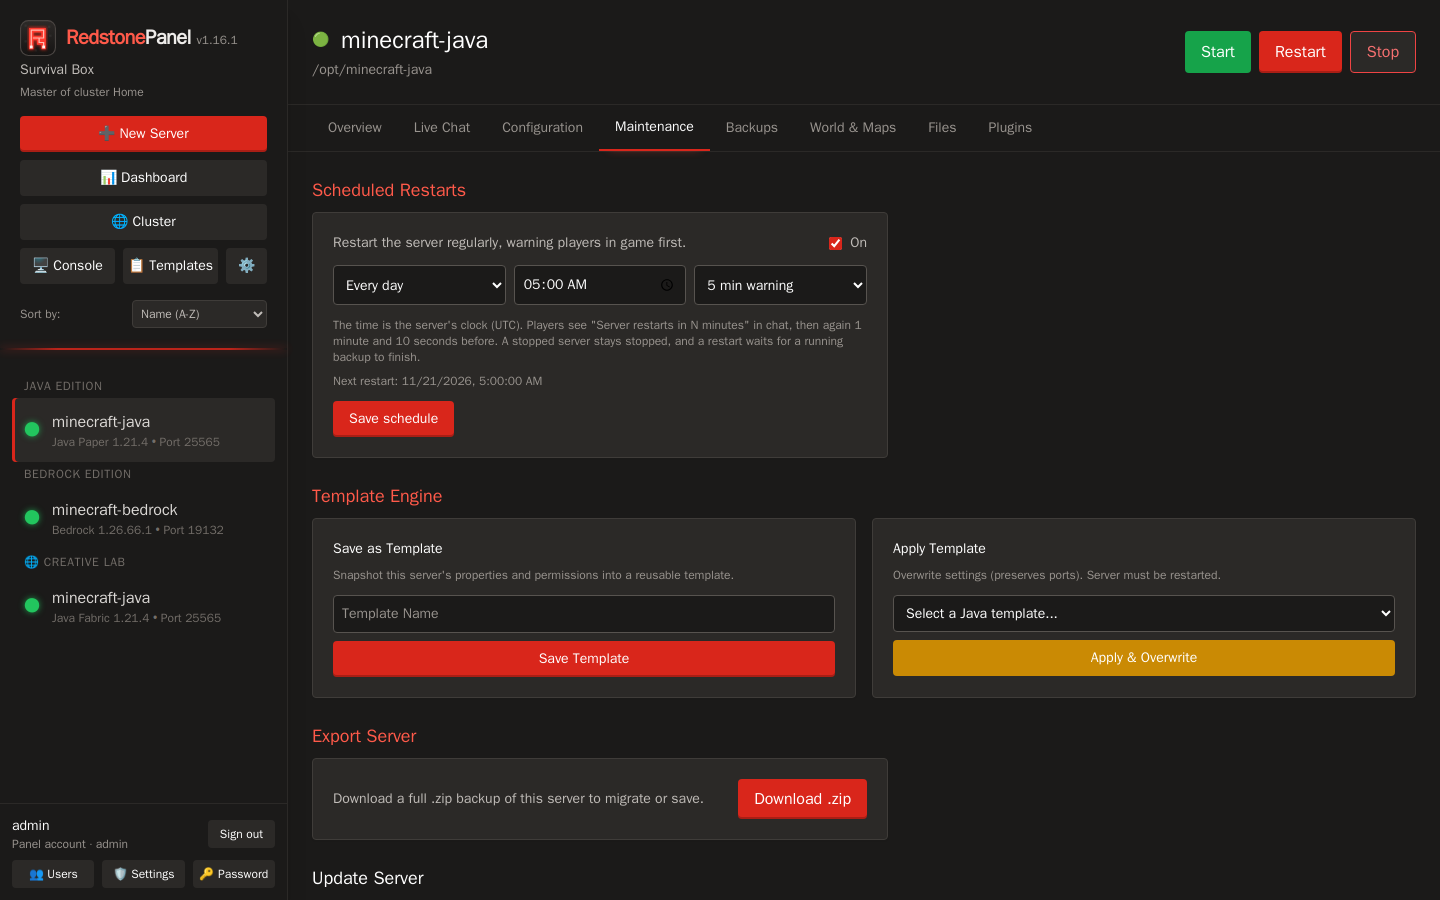 RedstonePanel v1.16.1
Survival Box
Master of cluster Home
➕ New Server
📊 Dashboard
🌐 Cluster
🖥️ Console
📋 Templates
⚙️
Sort by:
Name (A-Z)
JAVA EDITION
minecraft-java
Java Paper 1.21.4 • Port 25565
BEDROCK EDITION
minecraft-bedrock
Bedrock 1.26.66.1 • Port 19132
🌐 CREATIVE LAB
minecraft-java
Java Fabric 1.21.4 • Port 25565
admin
Panel account · admin
Sign out
👥 Users
🛡️ Settings
🔑 Password
minecraft-java
/opt/minecraft-java
Start
Restart
Stop
Overview
Live Chat
Configuration
Maintenance
Backups
World & Maps
Files
Plugins
Scheduled Restarts
Restart the server regularly, warning players in game first.
On
Every day
05:00 AM
5 min warning
The time is the server's clock (UTC). Players see "Server restarts in N minutes" in chat, then again 1
minute and 10 seconds before. A stopped server stays stopped, and a restart waits for a running
backup to finish.
Next restart: 11/21/2026, 5:00:00 AM
Save schedule
Template Engine
Save as Template
Snapshot this server's properties and permissions into a reusable template.
Template Name
Save Template
Apply Template
Overwrite settings (preserves ports). Server must be restarted.
Select a Java template...
Apply & Overwrite
Export Server
Download a full .zip backup of this server to migrate or save.
Download .zip
Update Server